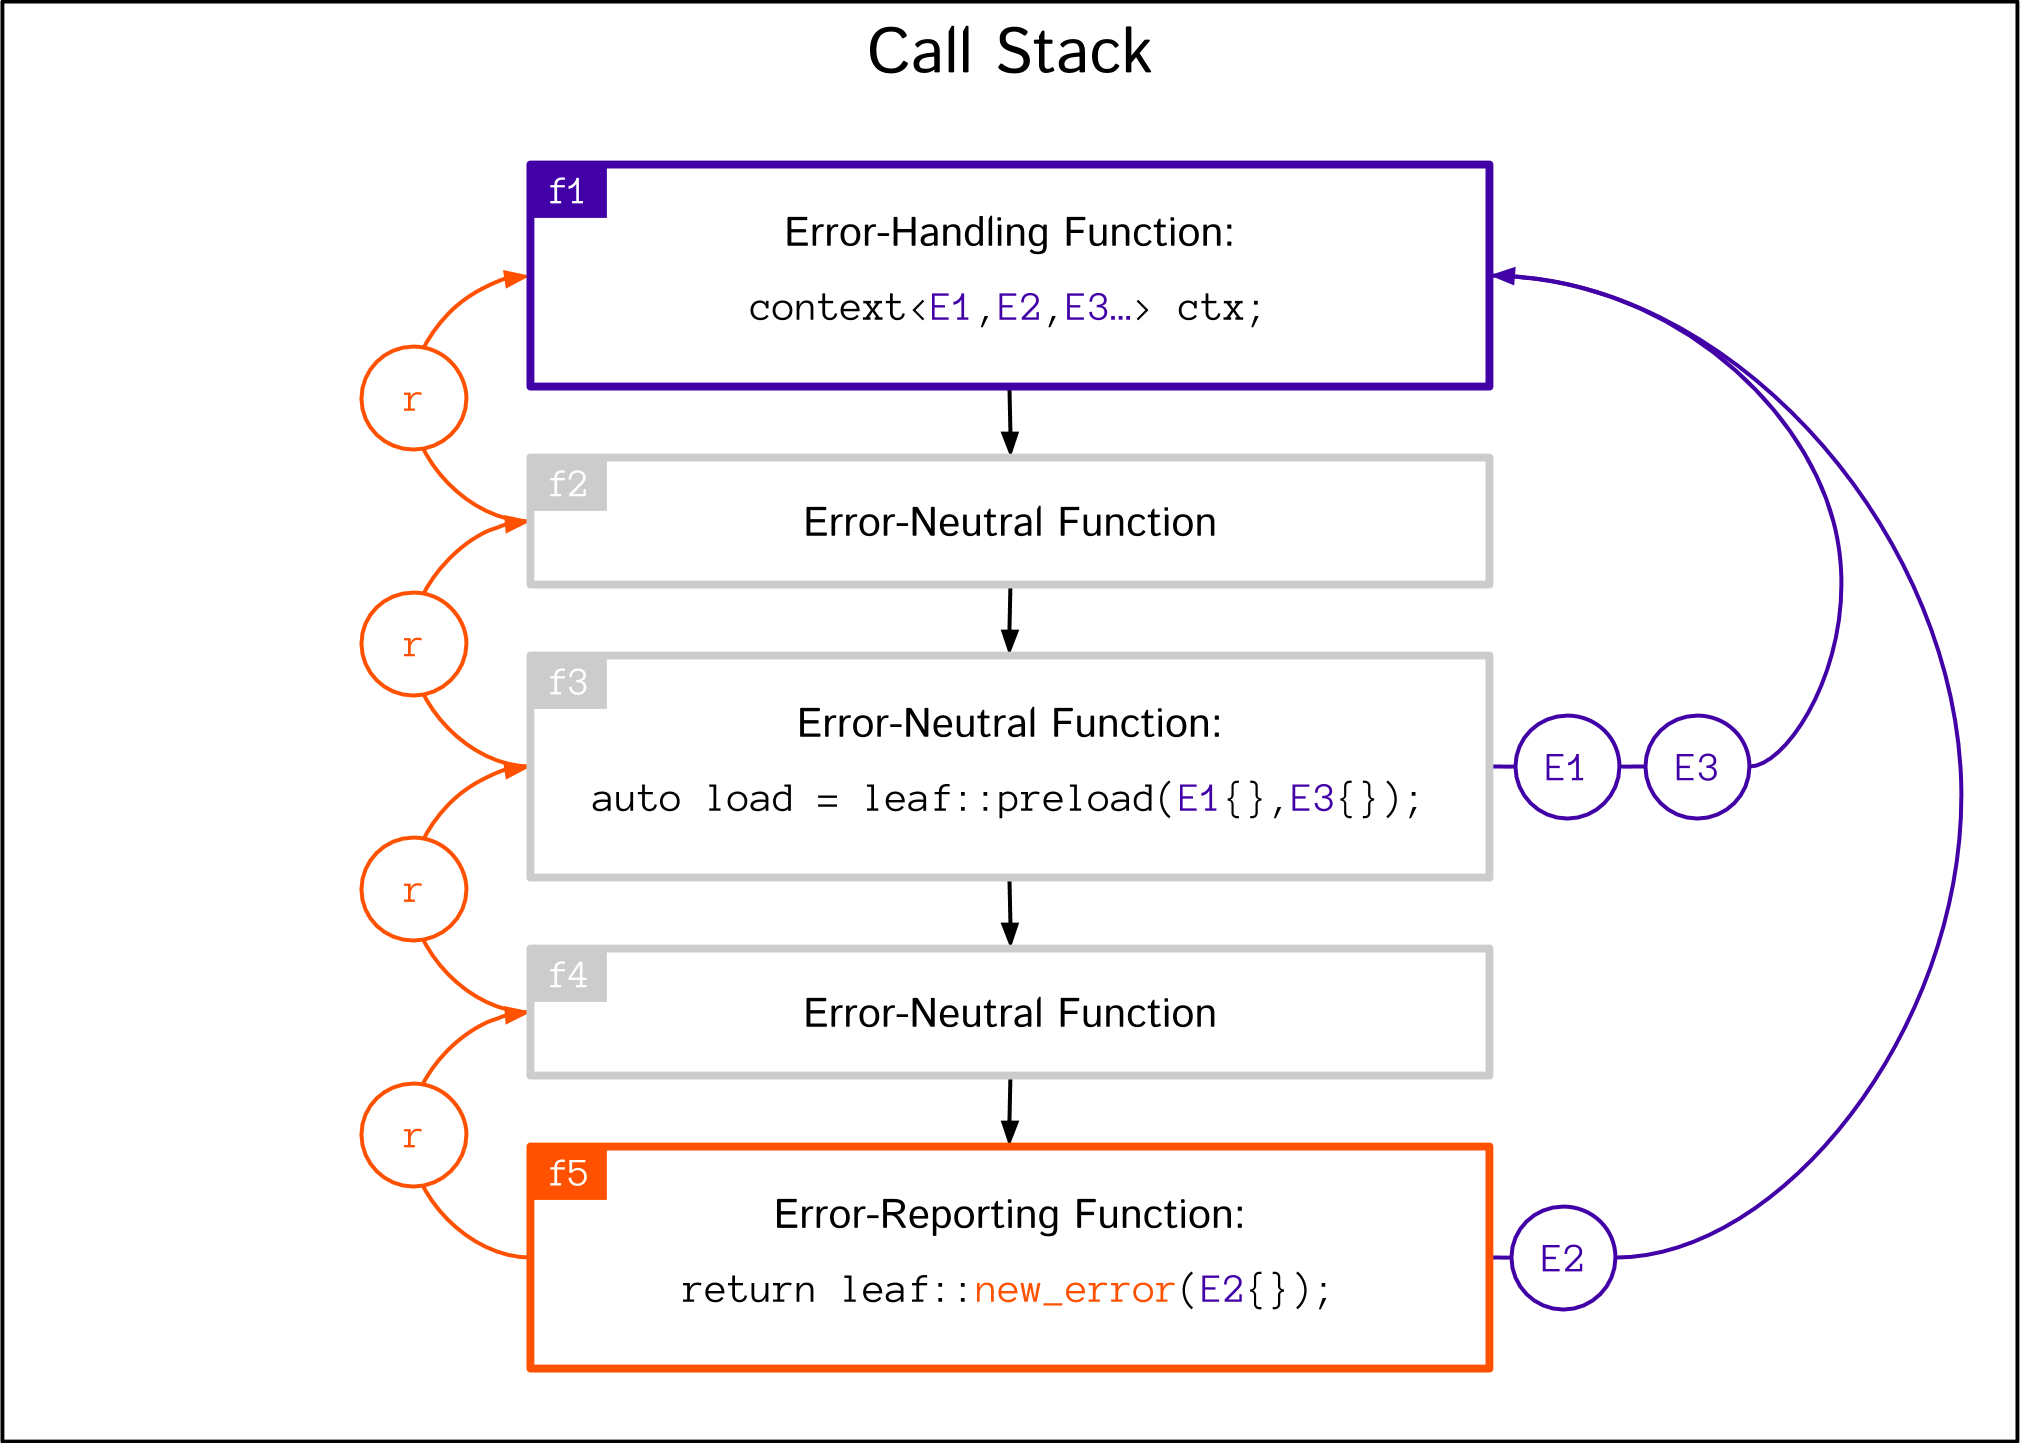 Call Stack
f1
Error-Handling Function:
context<E1,E2,E3…> ctx;
r
f2
Error-Neutral Function
r
f3
Error-Neutral Function:
auto load = leaf::preload(E1{},E3{});
E1
E3
r
f4
Error-Neutral Function
r
f5
Error-Reporting Function:
return leaf::new_error(E2{});
E2